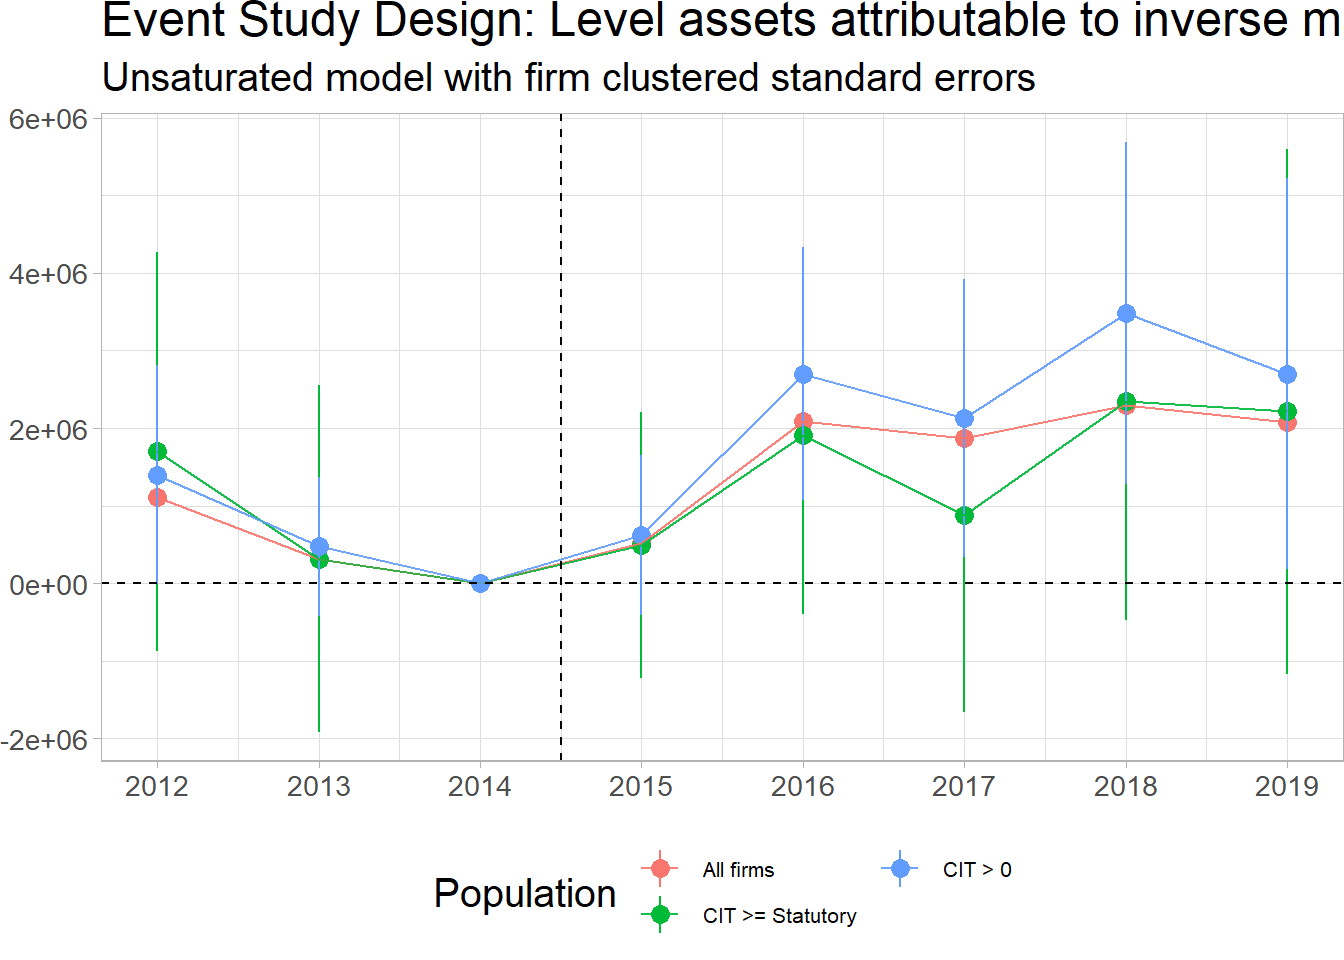 Event Study Design: Level assets attributable to inverse m
Unsaturated model with firm clustered standard errors
6e+06
4e+06
2e+06
0e+00
-2e+06
2012 2013 2014 2015 2016 2017 2018 2019
Population
All firms
CIT >= Statutory
CIT > 0